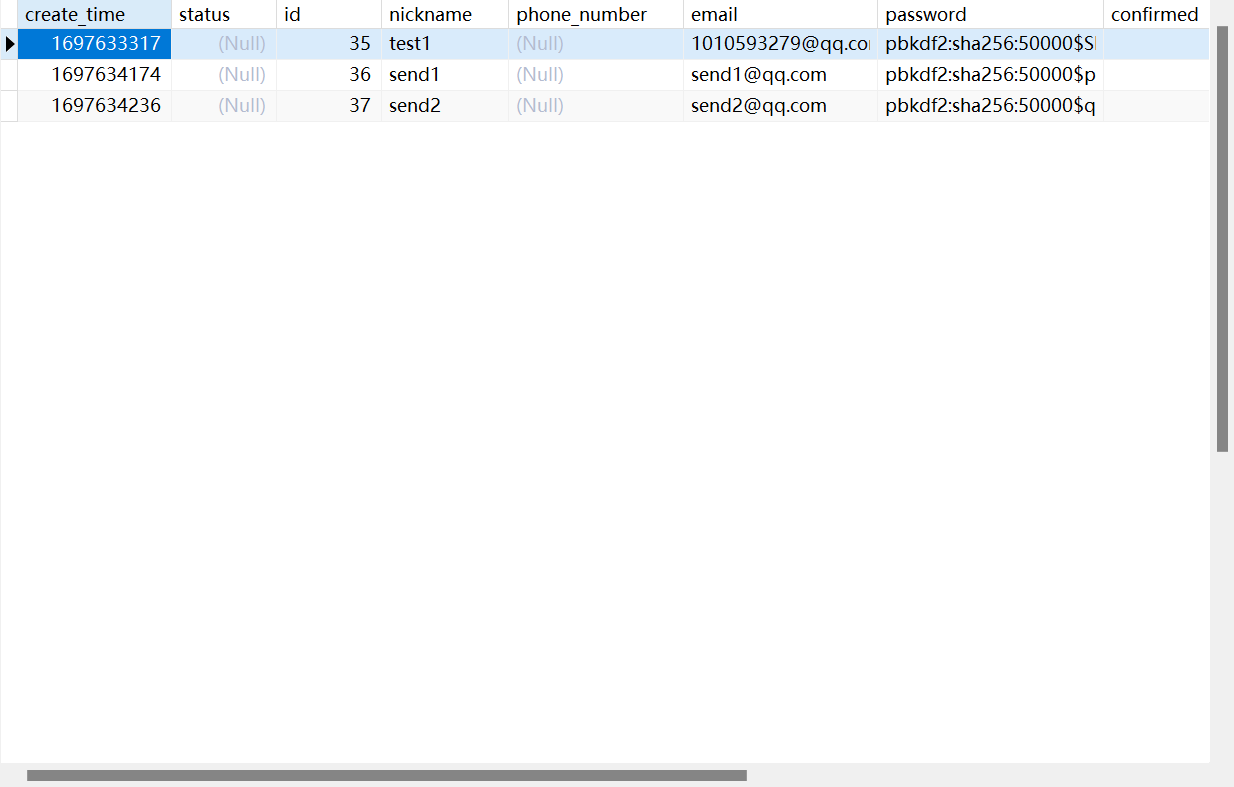 create_time status id nickname phone_number email password confirmed
1697633317 (Null) 35 test1 (Null) 1010593279@qq.co pbkdf2:sha256:50000$S
1697634174 (Null) 36 send1 (Null) send1@qq.com pbkdf2:sha256:50000$p
1697634236 (Null) 37 send2 (Null) send2@qq.com pbkdf2:sha256:50000$q